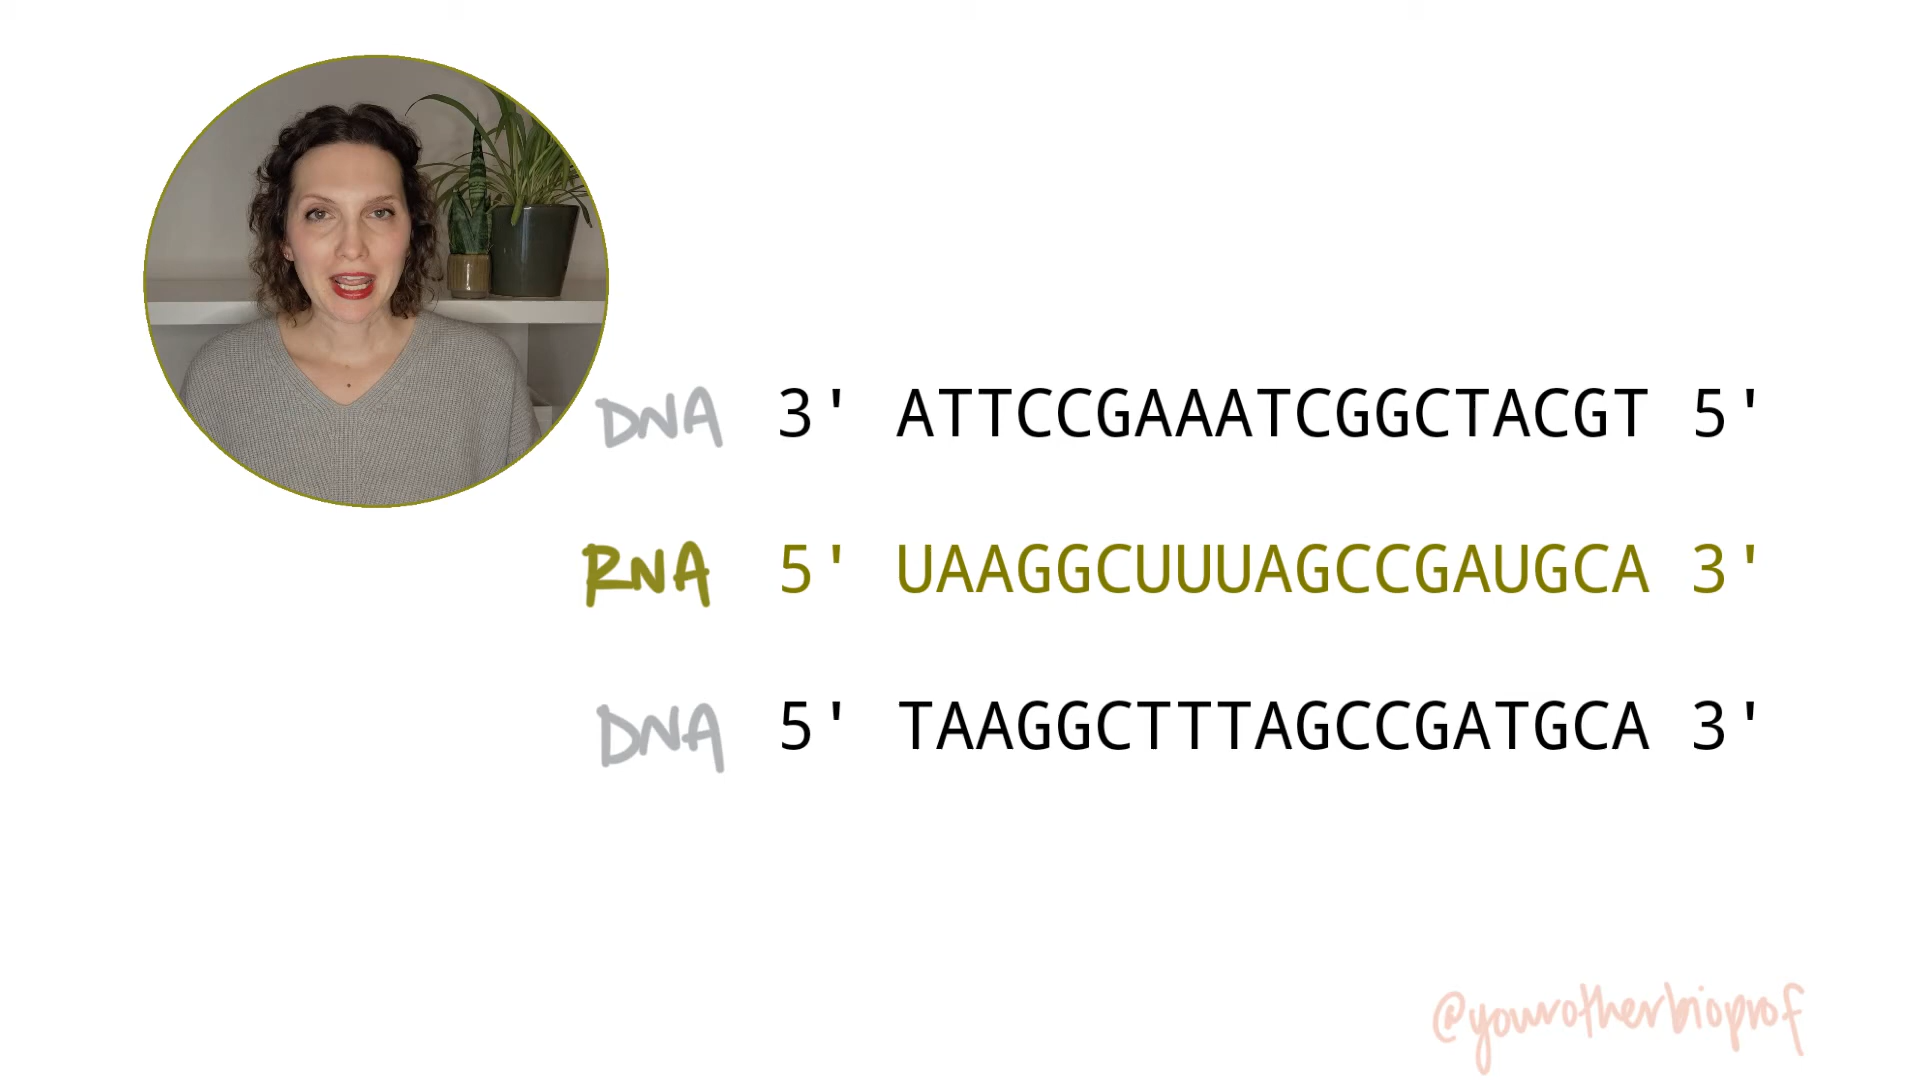 DNA 3' ATTCCGAAATCGGCTACGT 5'
RNA 5' UAAGGCUUUAGCCGAUGCA 3'
DNA 5' TAAGGCTTTAGCCGATGCA 3'
@yourotherbioprof